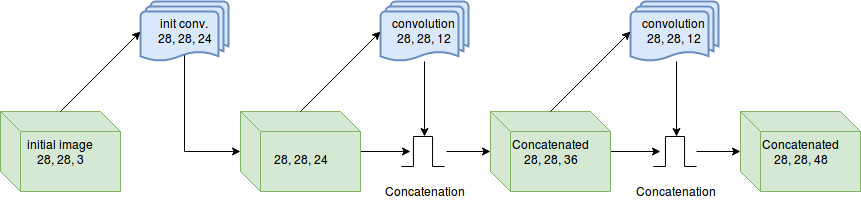 init conv.
28, 28, 24
convolution
28, 28, 12
convolution
28, 28, 12
initial image
28, 28, 3
28, 28, 24
Concatenation
Concatenated
28, 28, 36
Concatenation
Concatenated
28, 28, 48